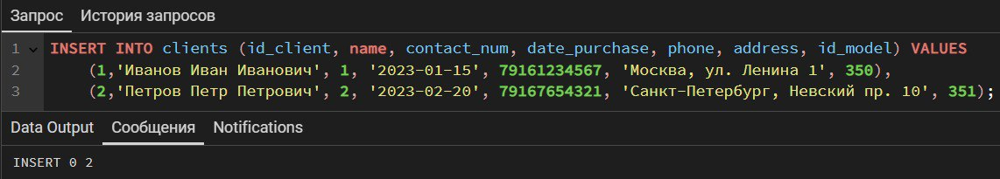 Запрос История запросов
1 INSERT INTO clients (id_client, name, contact_num, date_purchase, phone, address, id_model) VALUES
2 (1,'Иванов Иван Иванович', 1, '2023-01-15', 79161234567, 'Москва, ул. Ленина 1', 350),
3 (2,'Петров Петр Петрович', 2, '2023-02-20', 79167654321, 'Санкт-Петербург, Невский пр. 10', 351);
Data Output Сообщения Notifications
INSERT 0 2